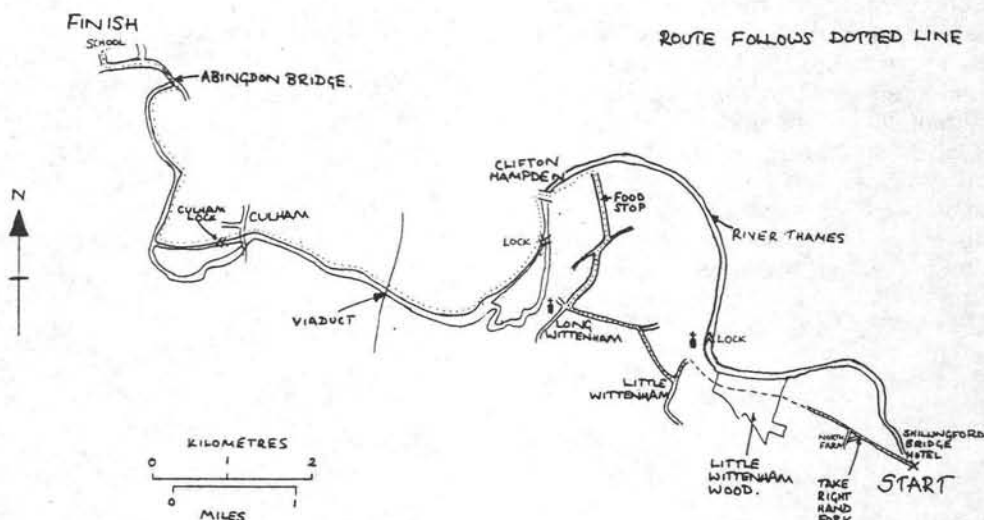 FINISH
SCHOOL
ABINGDON BRIDGE.
ROUTE FOLLOWS DOTTED LINE
N
CULHAM
LOCK
CULHAM
VIADUCT
CLIFTON
HAMPDEN
FOOD
STOP
LOCK
RIVER THAMES
LONG
WITTENHAM
LOCK
LITTLE
WITTENHAM
LITTLE
WITTENHAM
WOOD.
NORTH
FARM
TAKE
RIGHT
HAND
FORK
SHILLINGFORD
BRIDGE
HOTEL
START
KILOMETRES
0 1 2
0 1
MILES